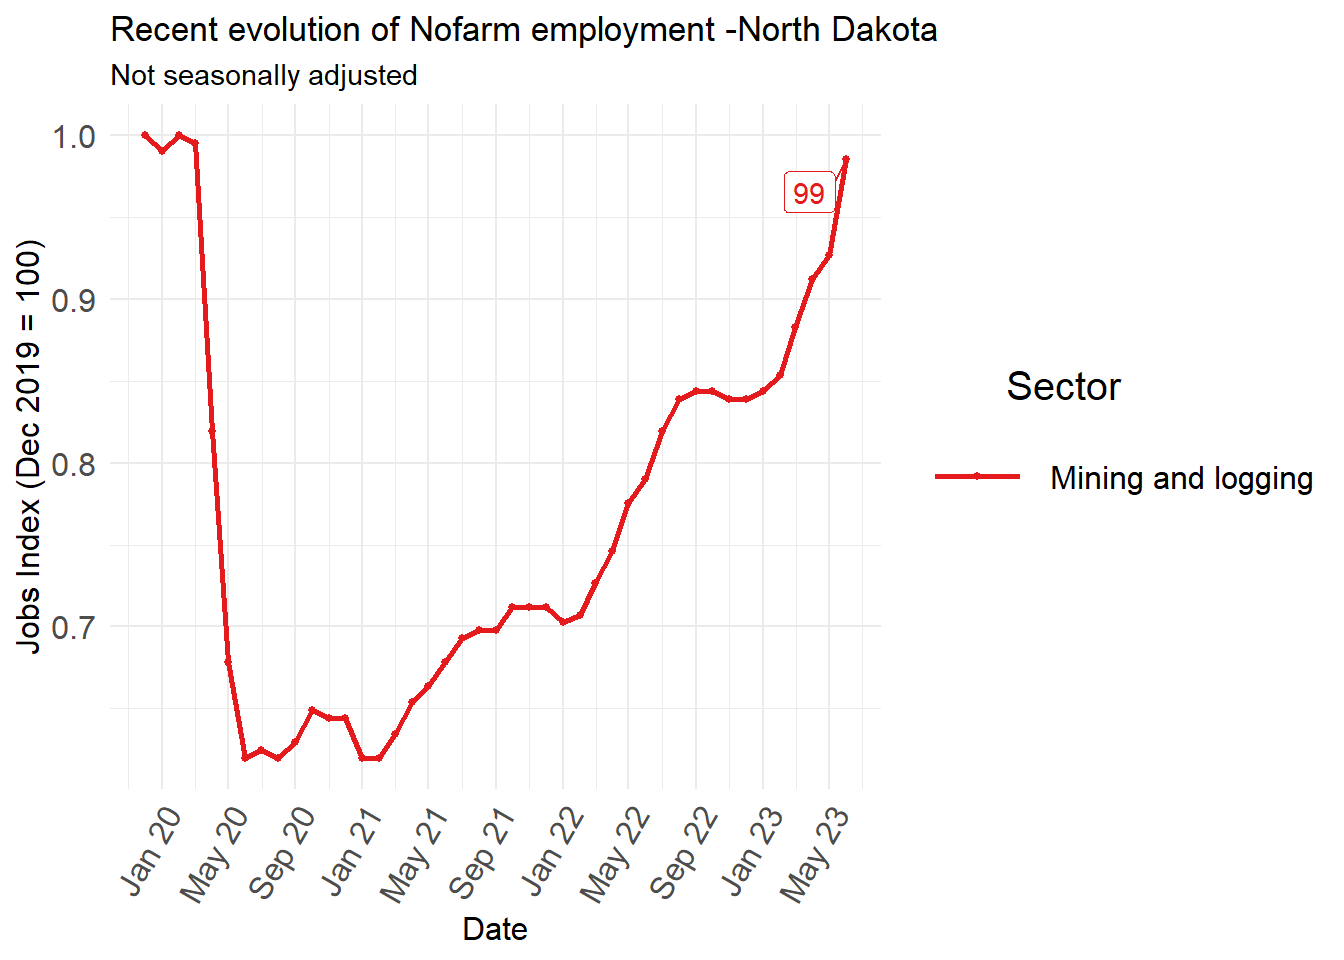 Recent evolution of Nofarm employment -North Dakota
Not seasonally adjusted
Jobs Index (Dec 2019 = 100)
1.0
0.9
0.8
0.7
99
Jan 20
May 20
Sep 20
Jan 21
May 21
Sep 21
Jan 22
May 22
Sep 22
Jan 23
May 23
Date
Sector
Mining and logging